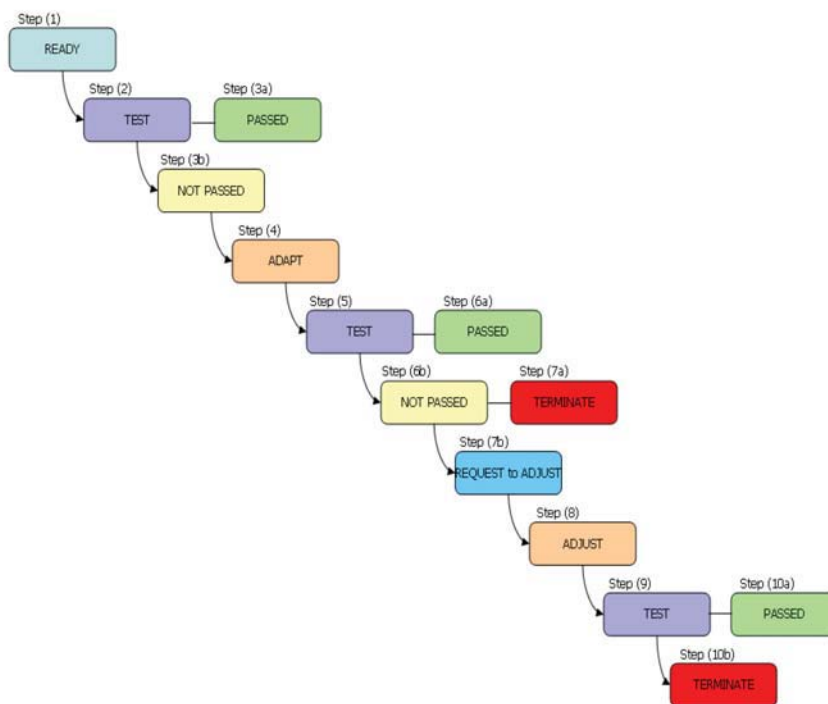 Step (1)
READY
Step (2)
Step (3a)
TEST
PASSED
Step (3b)
NOT PASSED
Step (4)
ADAPT
Step (5)
Step (6a)
TEST
PASSED
Step (6b)
Step (7a)
NOT PASSED
TERMINATE
Step (7b)
REQUEST to ADJUST
Step (8)
ADJUST
Step (9)
Step (10a)
TEST
PASSED
Step (10b)
TERMINATE